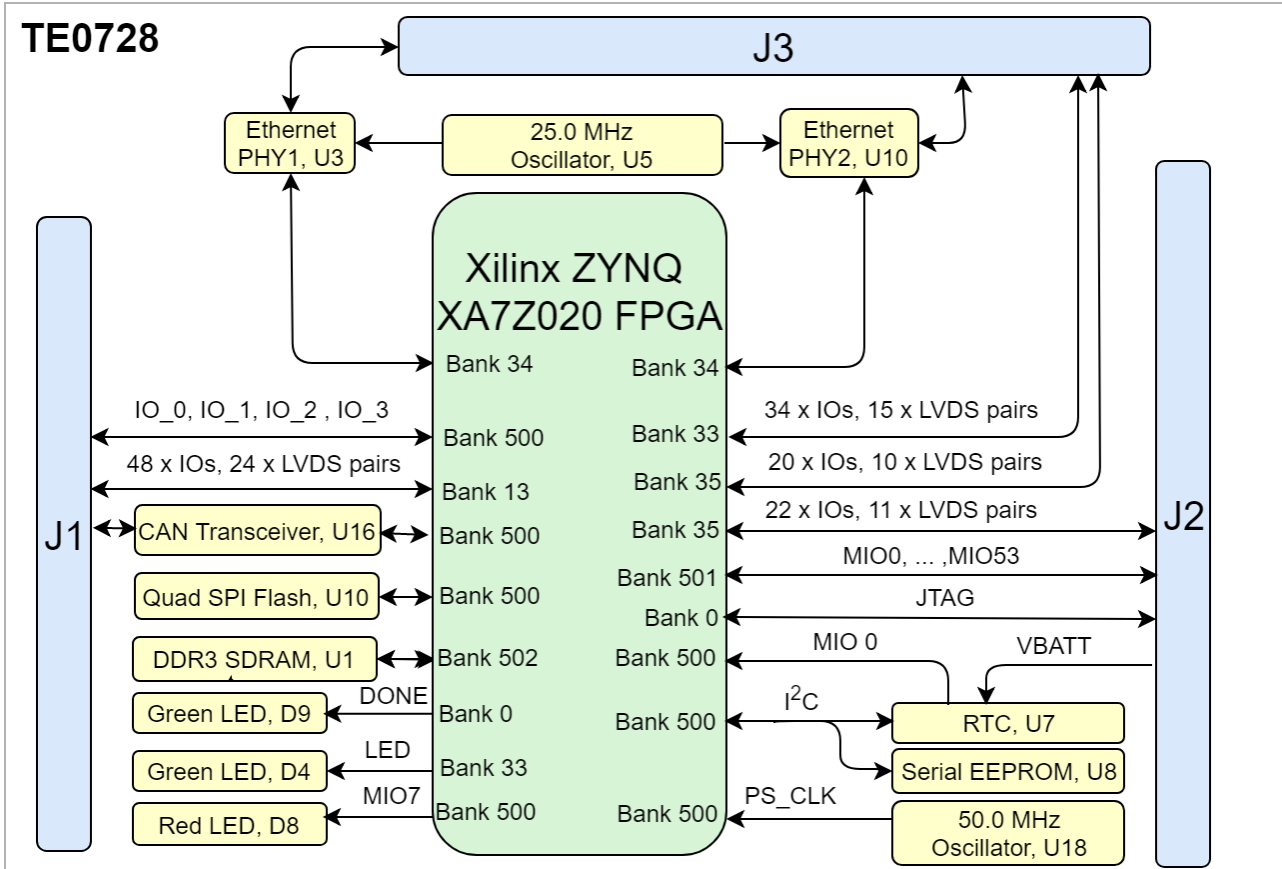 TE0728
J3
Ethernet
PHY1, U3
25.0 MHz
Oscillator, U5
Ethernet
PHY2, U10
Xilinx ZYNQ
XA7Z020 FPGA
J1
J2
Bank 34
Bank 34
IO_0, IO_1, IO_2 , IO_3
Bank 500
34 x IOs, 15 x LVDS pairs
Bank 33
48 x IOs, 24 x LVDS pairs
Bank 13
20 x IOs, 10 x LVDS pairs
Bank 35
CAN Transceiver, U16
Bank 500
22 x IOs, 11 x LVDS pairs
Bank 35
MIO0, ... ,MIO53
Bank 501
Quad SPI Flash, U10
Bank 500
JTAG
Bank 0
DDR3 SDRAM, U1
Bank 502
MIO 0
Bank 500
VBATT
DONE
Green LED, D9
Bank 0
I²C
Bank 500
RTC, U7
LED
Green LED, D4
Bank 33
Serial EEPROM, U8
MIO7
Red LED, D8
Bank 500
PS_CLK
Bank 500
50.0 MHz
Oscillator, U18